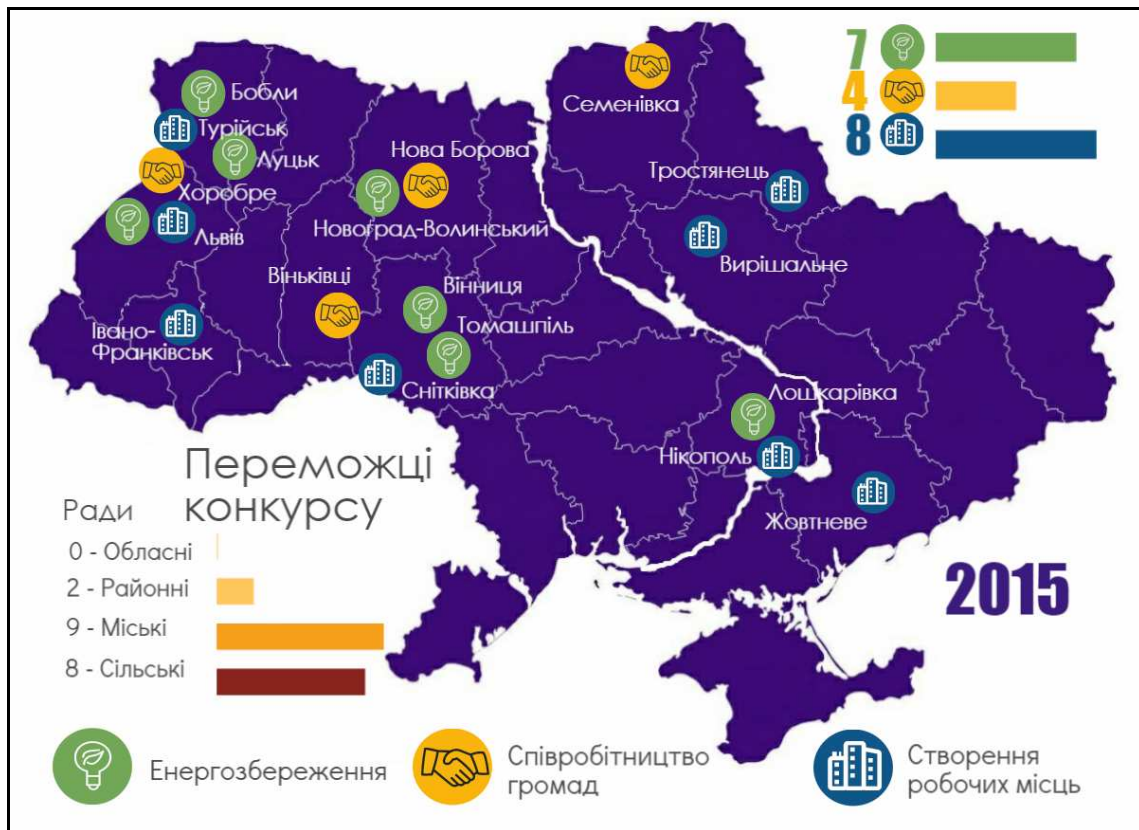 7
4
8
Семенівка
Бобли
Турійськ
Луцьк
Нова Борова
Тростянець
Хоробре
Новоград-Волинський
Львів
Вирішальне
Віньківці
Вінниця
Томашпіль
Івано-
Франківськ
Снітківка
Лошкарівка
Нікополь
Жовтневе
Переможці
конкурсу
Ради
0 - Обласні
2 - Районні
9 - Міські
8 - Сільські
2015
Енергозбереження
Співробітництво
громад
Створення
робочих місць